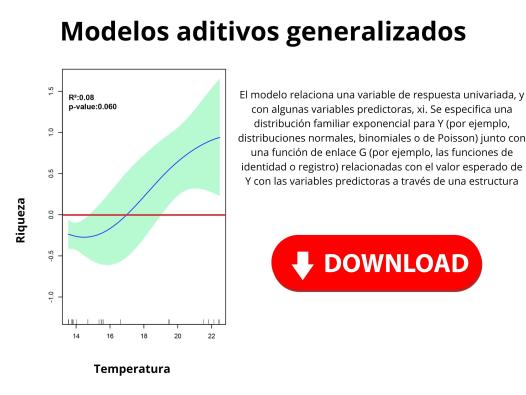 Modelos aditivos generalizados
R²:0.08
p-value:0.060
1.5
1.0
0.5
0.0
-0.5
-1.0
14 16 18 20 22
Riqueza
Temperatura
El modelo relaciona una variable de respuesta univariada, y
con algunas variables predictoras, xi. Se especifica una
distribución familiar exponencial para Y (por ejemplo,
distribuciones normales, binomiales o de Poisson) junto con
una función de enlace G (por ejemplo, las funciones de
identidad o registro) relacionadas con el valor esperado de
Y con las variables predictoras a través de una estructura
DOWNLOAD